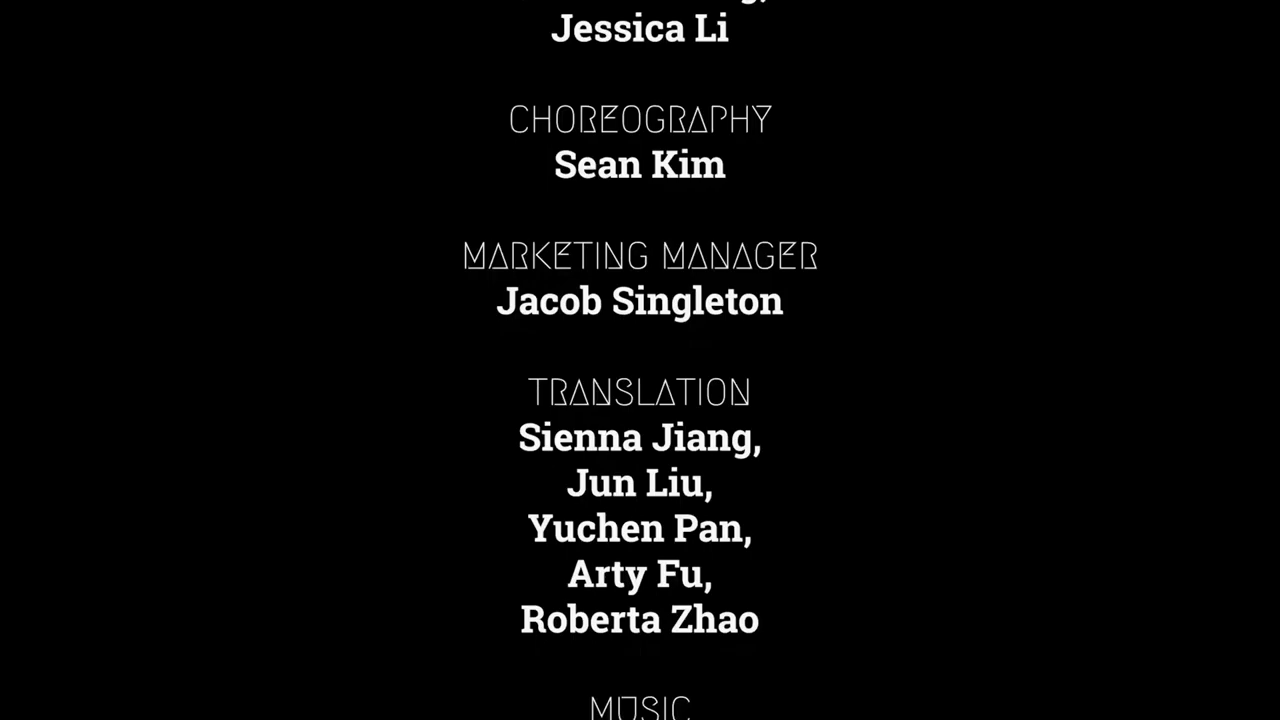 Jessica Li
CHOREOGRAPHY
Sean Kim
MARKETING MANAGER
Jacob Singleton
TRANSLATION
Sienna Jiang,
Jun Liu,
Yuchen Pan,
Arty Fu,
Roberta Zhao
MUSIC